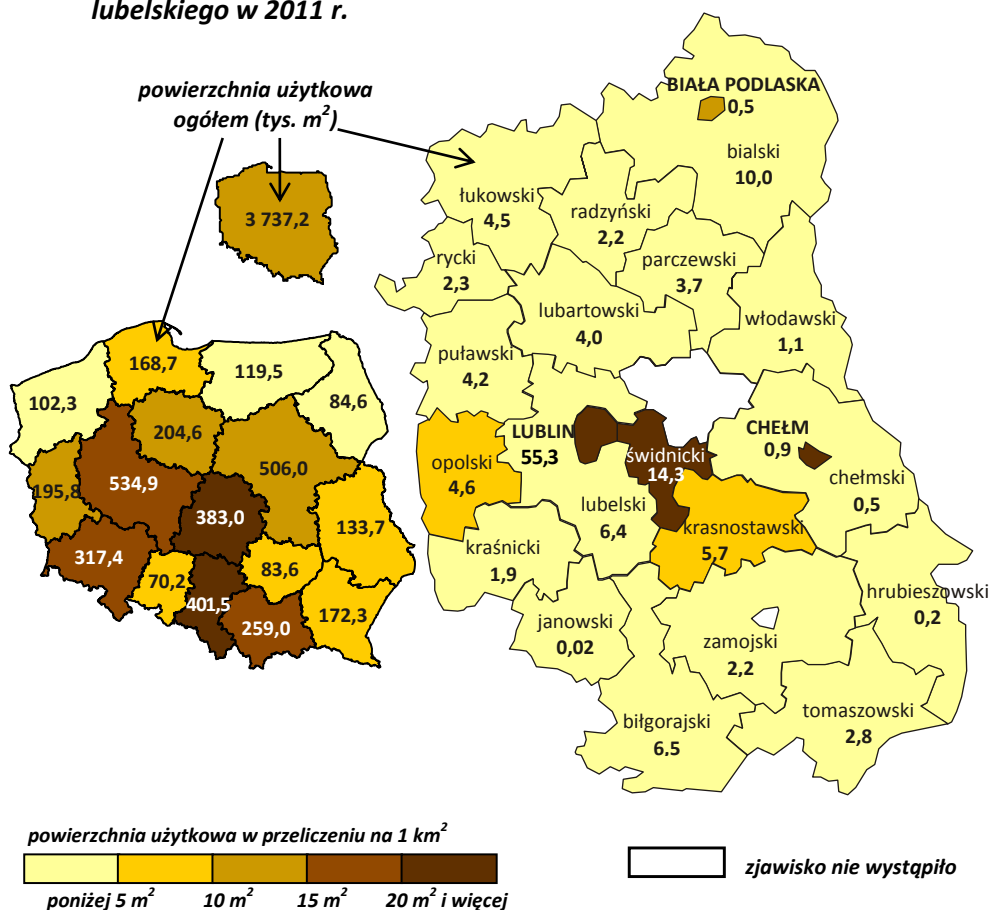 lubelskiego w 2011 r.
powierzchnia użytkowa
ogółem (tys. m²)
3 737,2
168,7
119,5
102,3
84,6
204,6
506,0
195,8
534,9
383,0
133,7
317,4
70,2
83,6
401,5
259,0
172,3
BIAŁA PODLASKA
0,5
bialski
10,0
łukowski
4,5
radzyński
2,2
rycki
2,3
parczewski
3,7
lubartowski
4,0
włodawski
1,1
puławski
4,2
LUBLIN
55,3
świdnicki
14,3
CHEŁM
0,9
chełmski
0,5
opolski
4,6
lubelski
6,4
krasnostawski
5,7
kraśnicki
1,9
hrubieszowski
0,2
janowski
0,02
zamojski
2,2
biłgorajski
6,5
tomaszowski
2,8
powierzchnia użytkowa w przeliczeniu na 1 km²
poniżej 5 m² 10 m² 15 m² 20 m² i więcej
zjawisko nie wystąpiło